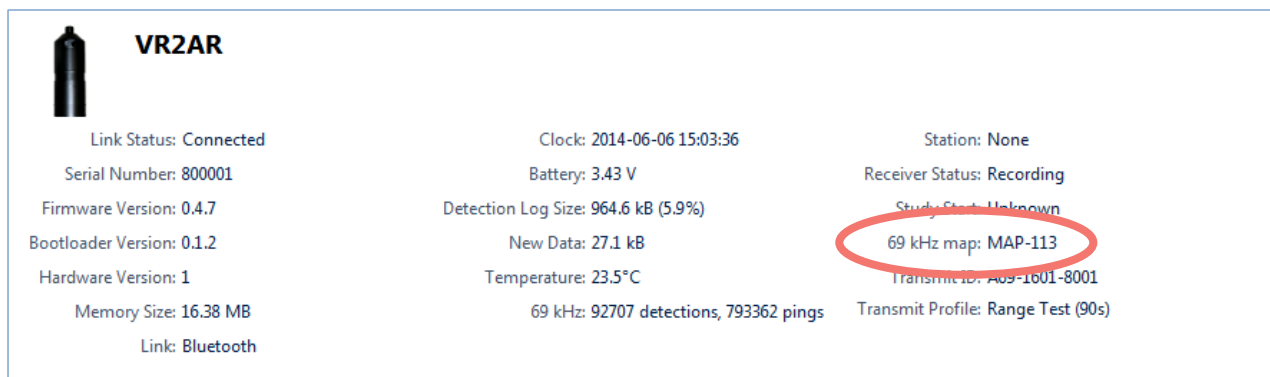 VR2AR
Link Status: Connected
Serial Number: 800001
Firmware Version: 0.4.7
Bootloader Version: 0.1.2
Hardware Version: 1
Memory Size: 16.38 MB
Link: Bluetooth
Clock: 2014-06-06 15:03:36
Battery: 3.43 V
Detection Log Size: 964.6 kB (5.9%)
New Data: 27.1 kB
Temperature: 23.5°C
69 kHz: 92707 detections, 793362 pings
Station: None
Receiver Status: Recording
Study Start: Unknown
69 kHz map: MAP-113
Transmit ID: A69-1601-8001
Transmit Profile: Range Test (90s)